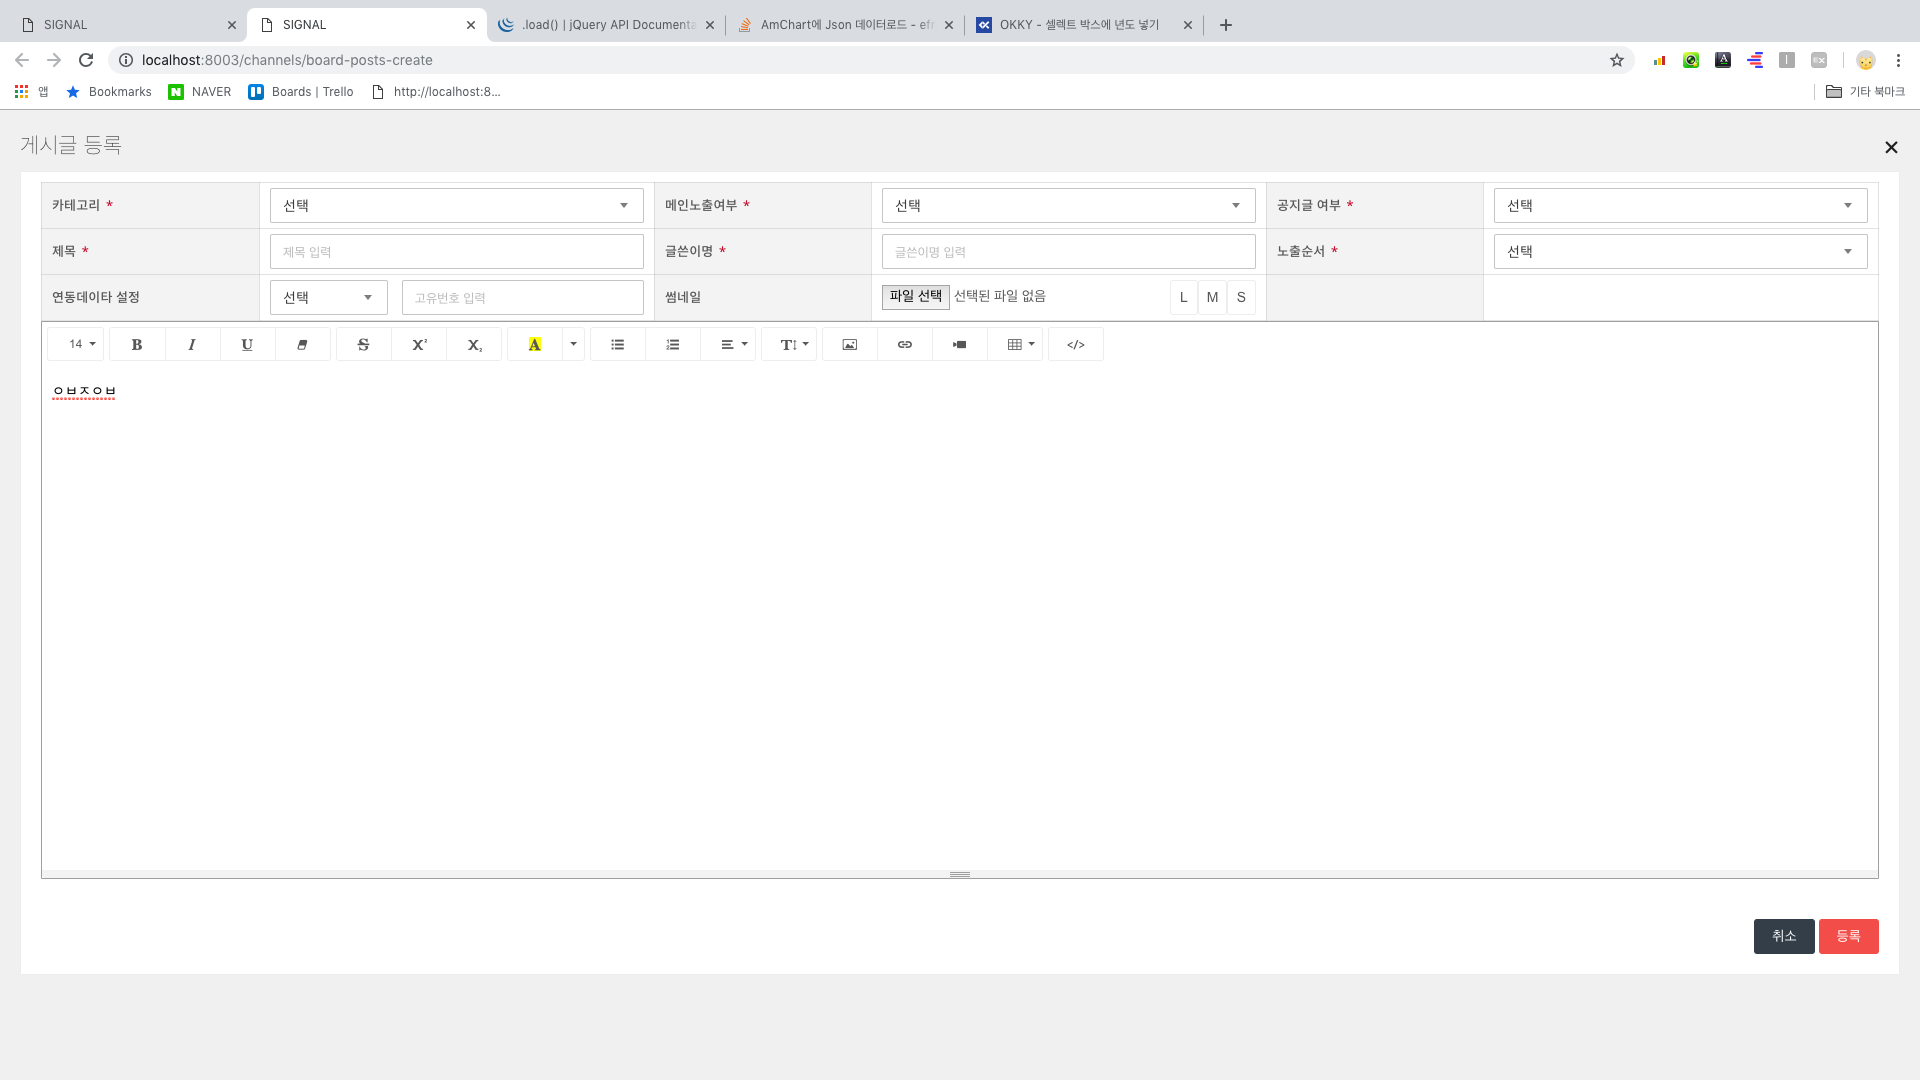 SIGNAL
SIGNAL
.load() | jQuery API Documenta
AmChart에 Json 데이터로드 - efr
OKKY - 셀렉트 박스에 년도 넣기
localhost:8003/channels/board-posts-create
앱 Bookmarks NAVER Boards | Trello http://localhost:8... 기타 북마크
게시글 등록
카테고리 * 선택 메인노출여부 * 선택 공지글 여부 * 선택
제목 * 제목 입력 글쓴이명 * 글쓴이명 입력 노출순서 * 선택
연동데이타 설정 선택 고유번호 입력 썸네일 파일 선택 선택된 파일 없음 L M S
14 B I U S X² X₂ A T </>
ㅇㅂㅈㅇㅂ
취소 등록